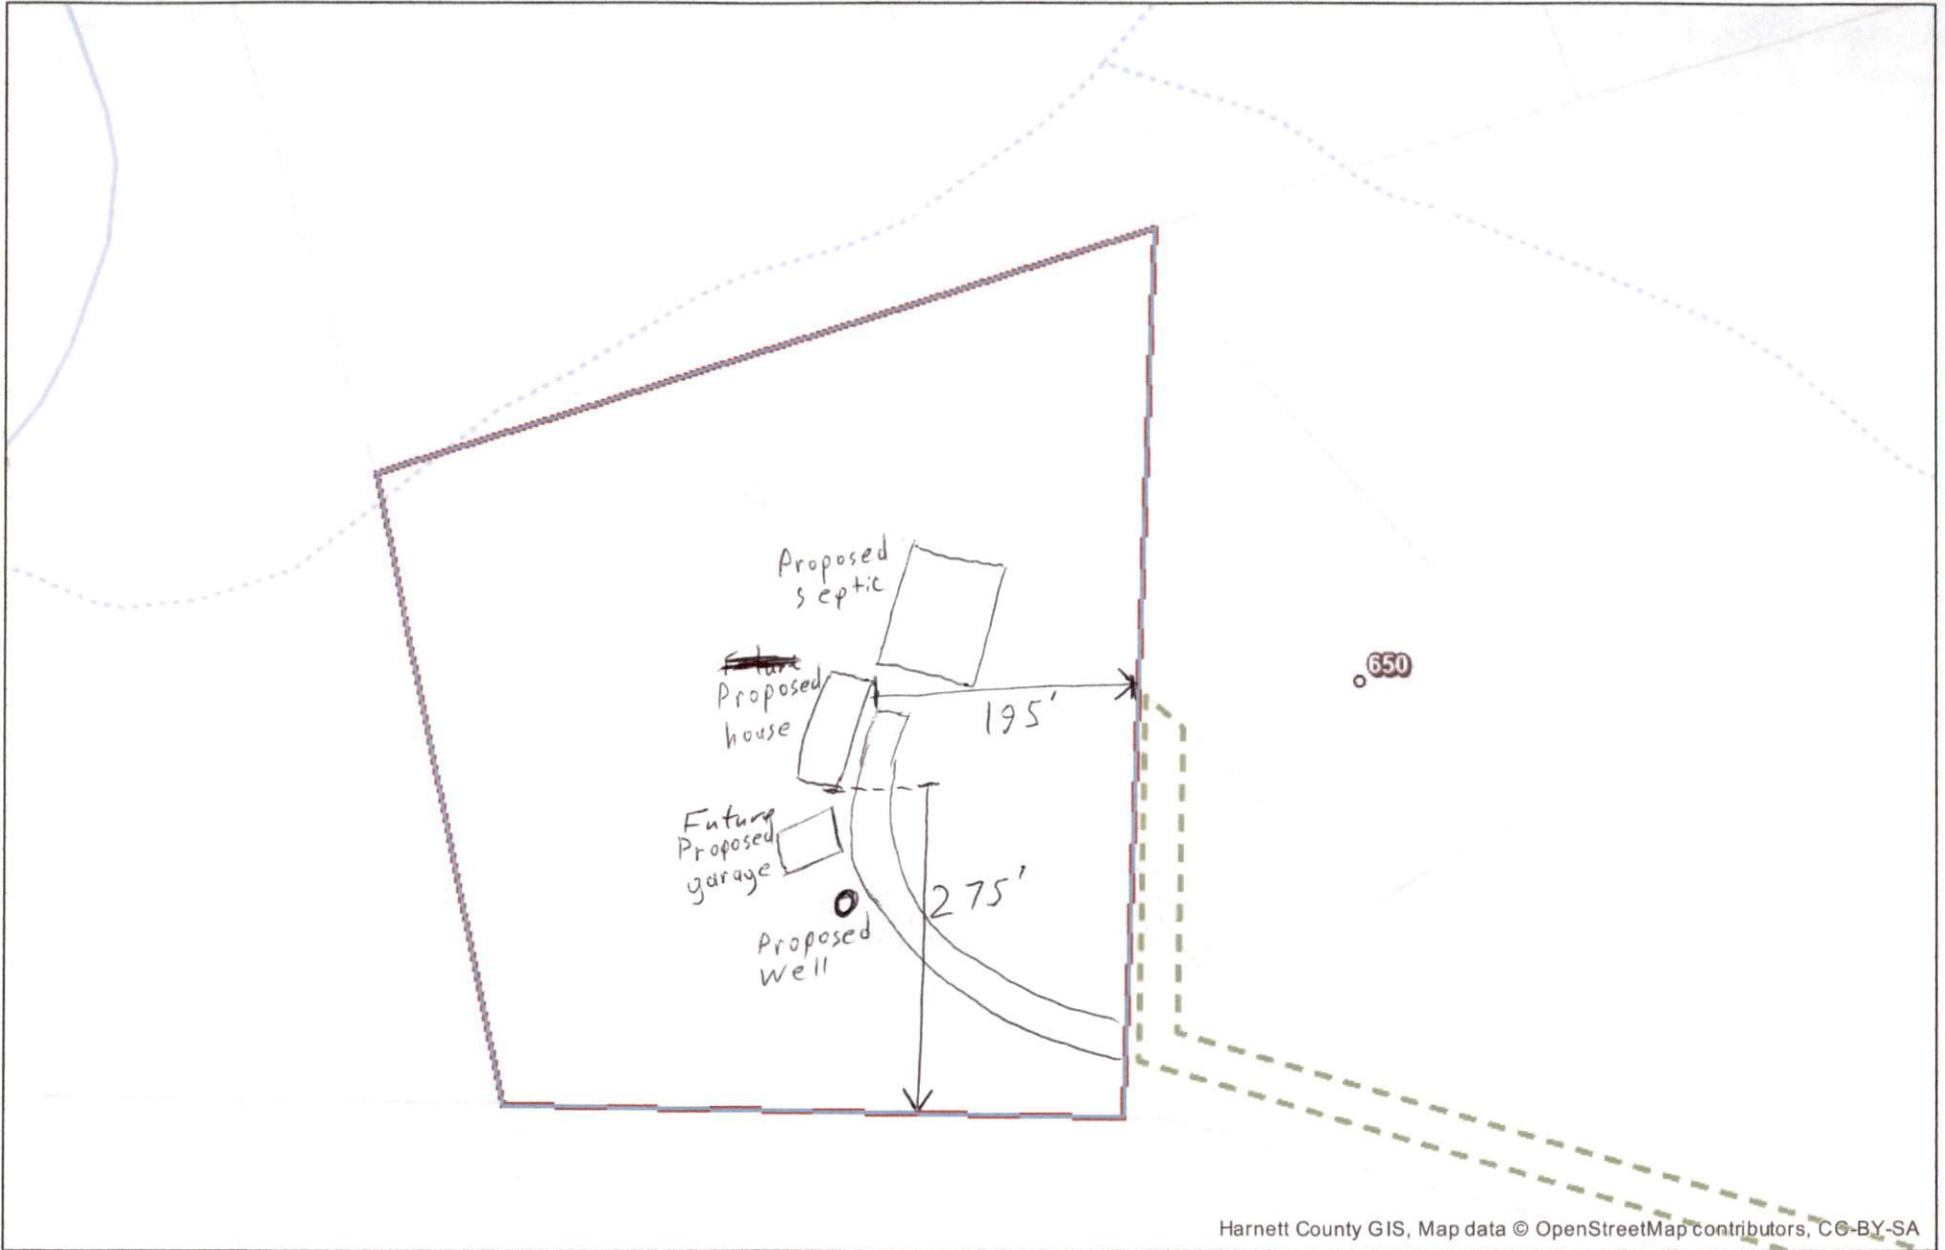 Proposed
septic
Future
Proposed
house
195'
650
Future
Proposed
garage
275'
Proposed
Well
Harnett County GIS, Map data © OpenStreetMap contributors, CC-BY-SA